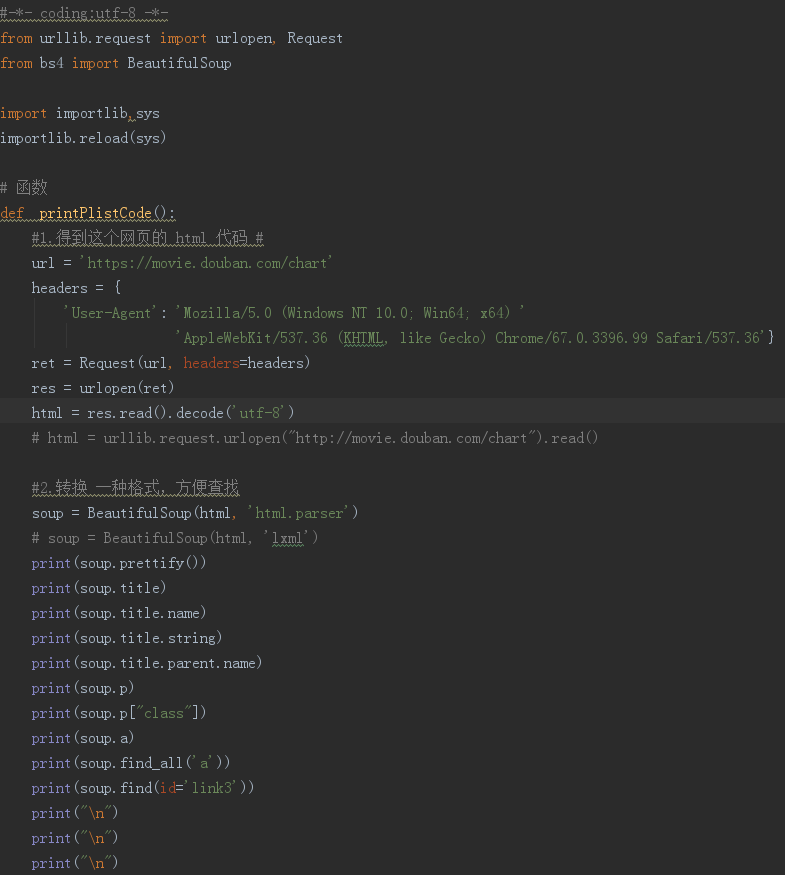 #-*- coding:utf-8 -*-
from urllib.request import urlopen, Request
from bs4 import BeautifulSoup
import importlib,sys
importlib.reload(sys)
# 函数
def  printPlistCode():
#1.得到这个网页的 html 代码 #
url = 'https://movie.douban.com/chart'
headers = {
'User-Agent': 'Mozilla/5.0 (Windows NT 10.0; Win64; x64) '
'AppleWebKit/537.36 (KHTML, like Gecko) Chrome/67.0.3396.99 Safari/537.36'}
ret = Request(url, headers=headers)
res = urlopen(ret)
html = res.read().decode('utf-8')
# html = urllib.request.urlopen("http://movie.douban.com/chart").read()
#2.转换 一种格式，方便查找
soup = BeautifulSoup(html, 'html.parser')
# soup = BeautifulSoup(html, 'lxml')
print(soup.prettify())
print(soup.title)
print(soup.title.name)
print(soup.title.string)
print(soup.title.parent.name)
print(soup.p)
print(soup.p["class"])
print(soup.a)
print(soup.find_all('a'))
print(soup.find(id='link3'))
print("\n")
print("\n")
print("\n")